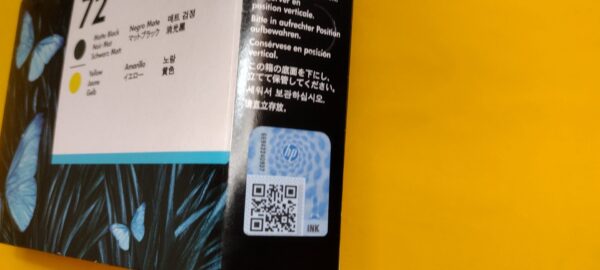 72
Matte Black
Noir Mat
Schwarz Matt
Negro Mate
マットブラック
매트 검정
消光黑
Yellow
Jaune
Gelb
Amarillo
イエロー
노랑
黄色
position verticale.
Bitte in aufrechter Position
aufbewahren.
Consérvese en posición
vertical.
この箱の底面を下にし、
立てて保管してください。
세워서 보관하십시오.
请直立存放。
hp
INK